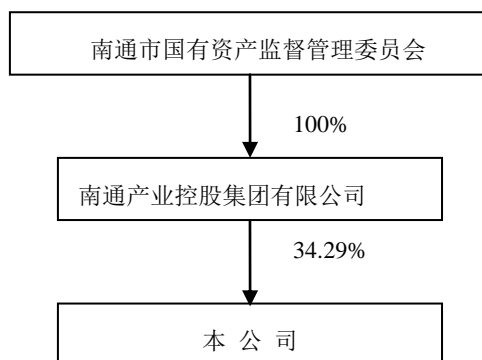 南通市国有资产监督管理委员会
100%
南通产业控股集团有限公司
34.29%
本 公 司